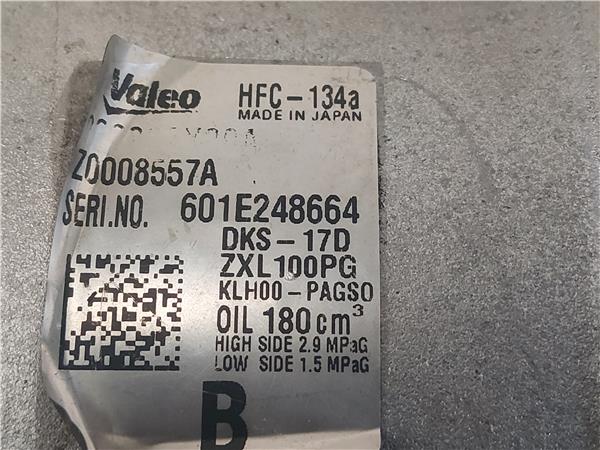 Valeo HFC-134a
MADE IN JAPAN
Z0008557A
SERI.NO. 601E248664
DKS-17D
ZXL100PG
KLH00-PAGS0
OIL 180cm³
HIGH SIDE 2.9 MPaG
LOW SIDE 1.5 MPaG
B